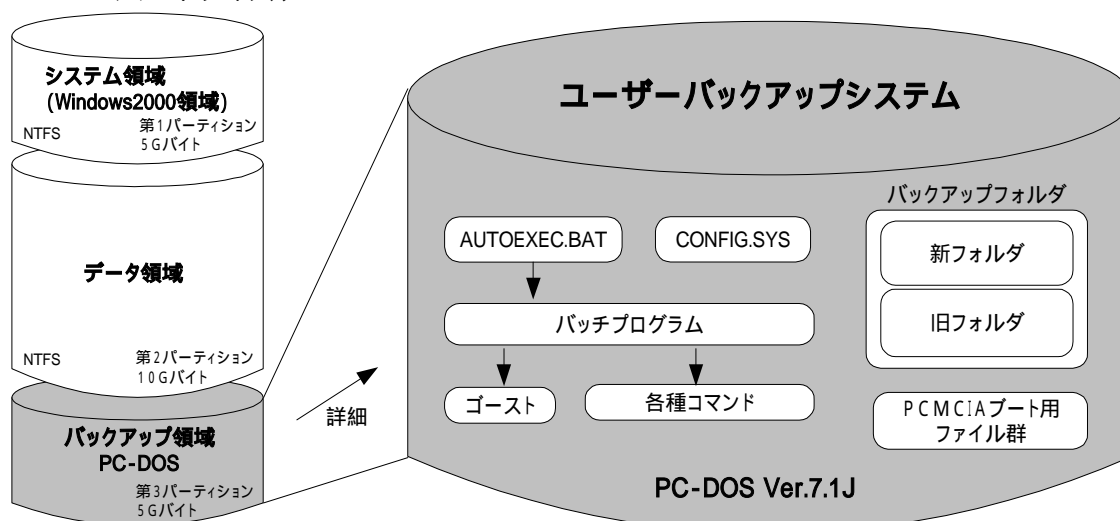 システム領域
(Windows2000領域)
NTFS
第1パーティション
5Gバイト
データ領域
NTFS
第2パーティション
10Gバイト
バックアップ領域
PC-DOS
第3パーティション
5Gバイト
詳細
ユーザーバックアップシステム
AUTOEXEC.BAT
CONFIG.SYS
バッチプログラム
ゴースト
各種コマンド
バックアップフォルダ
新フォルダ
旧フォルダ
PCMCIAブート用
ファイル群
PC-DOS Ver.7.1J